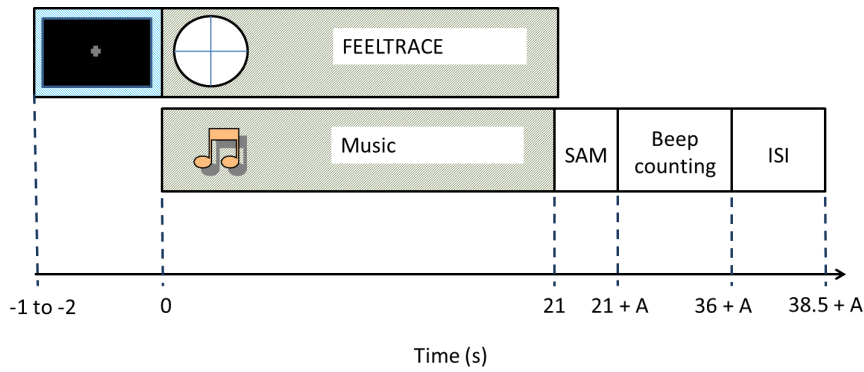 FEELTRACE
Music
SAM
Beep
counting
ISI
-1 to -2
0
21
21 + A
36 + A
38.5 + A
Time (s)